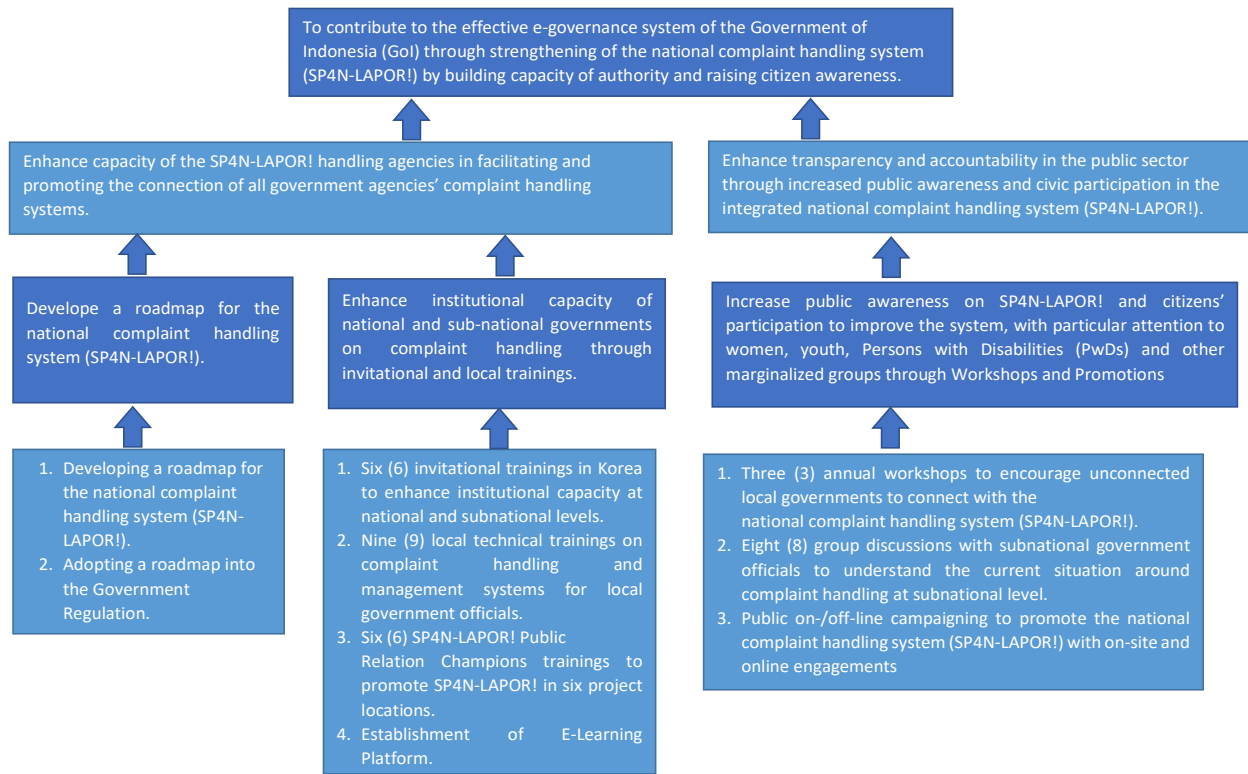 To contribute to the effective e-governance system of the Government of
Indonesia (GoI) through strengthening of the national complaint handling system
(SP4N-LAPOR!) by building capacity of authority and raising citizen awareness.
Enhance capacity of the SP4N-LAPOR! handling agencies in facilitating and
promoting the connection of all government agencies' complaint handling
systems.
Enhance transparency and accountability in the public sector
through increased public awareness and civic participation in the
integrated national complaint handling system (SP4N-LAPOR!).
Develope a roadmap for the
national complaint handling
system (SP4N-LAPOR!).
Enhance institutional capacity of
national and sub-national governments
on complaint handling through
invitational and local trainings.
Increase public awareness on SP4N-LAPOR! and citizens'
participation to improve the system, with particular attention to
women, youth, Persons with Disabilities (PwDs) and other
marginalized groups through Workshops and Promotions
1. Developing a roadmap for
the national complaint
handling system (SP4N-
LAPOR!).
2. Adopting a roadmap into
the Government
Regulation.
1. Six (6) invitational trainings in Korea
to enhance institutional capacity at
national and subnational levels.
2. Nine (9) local technical trainings on
complaint handling and
management systems for local
government officials.
3. Six (6) SP4N-LAPOR! Public
Relation Champions trainings to
promote SP4N-LAPOR! in six project
locations.
4. Establishment of E-Learning
Platform.
1. Three (3) annual workshops to encourage unconnected
local governments to connect with the
national complaint handling system (SP4N-LAPOR!).
2. Eight (8) group discussions with subnational government
officials to understand the current situation around
complaint handling at subnational level.
3. Public on-/off-line campaigning to promote the national
complaint handling system (SP4N-LAPOR!) with on-site and
online engagements